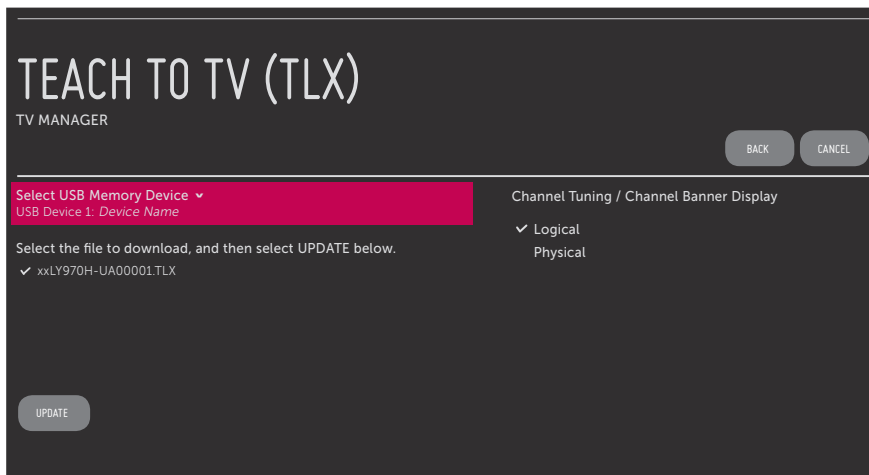 TEACH TO TV (TLX)
TV MANAGER
BACK
CANCEL
Select USB Memory Device
USB Device 1: Device Name
Select the file to download, and then select UPDATE below.
xxLY970H-UA00001.TLX
UPDATE
Channel Tuning / Channel Banner Display
Logical
Physical